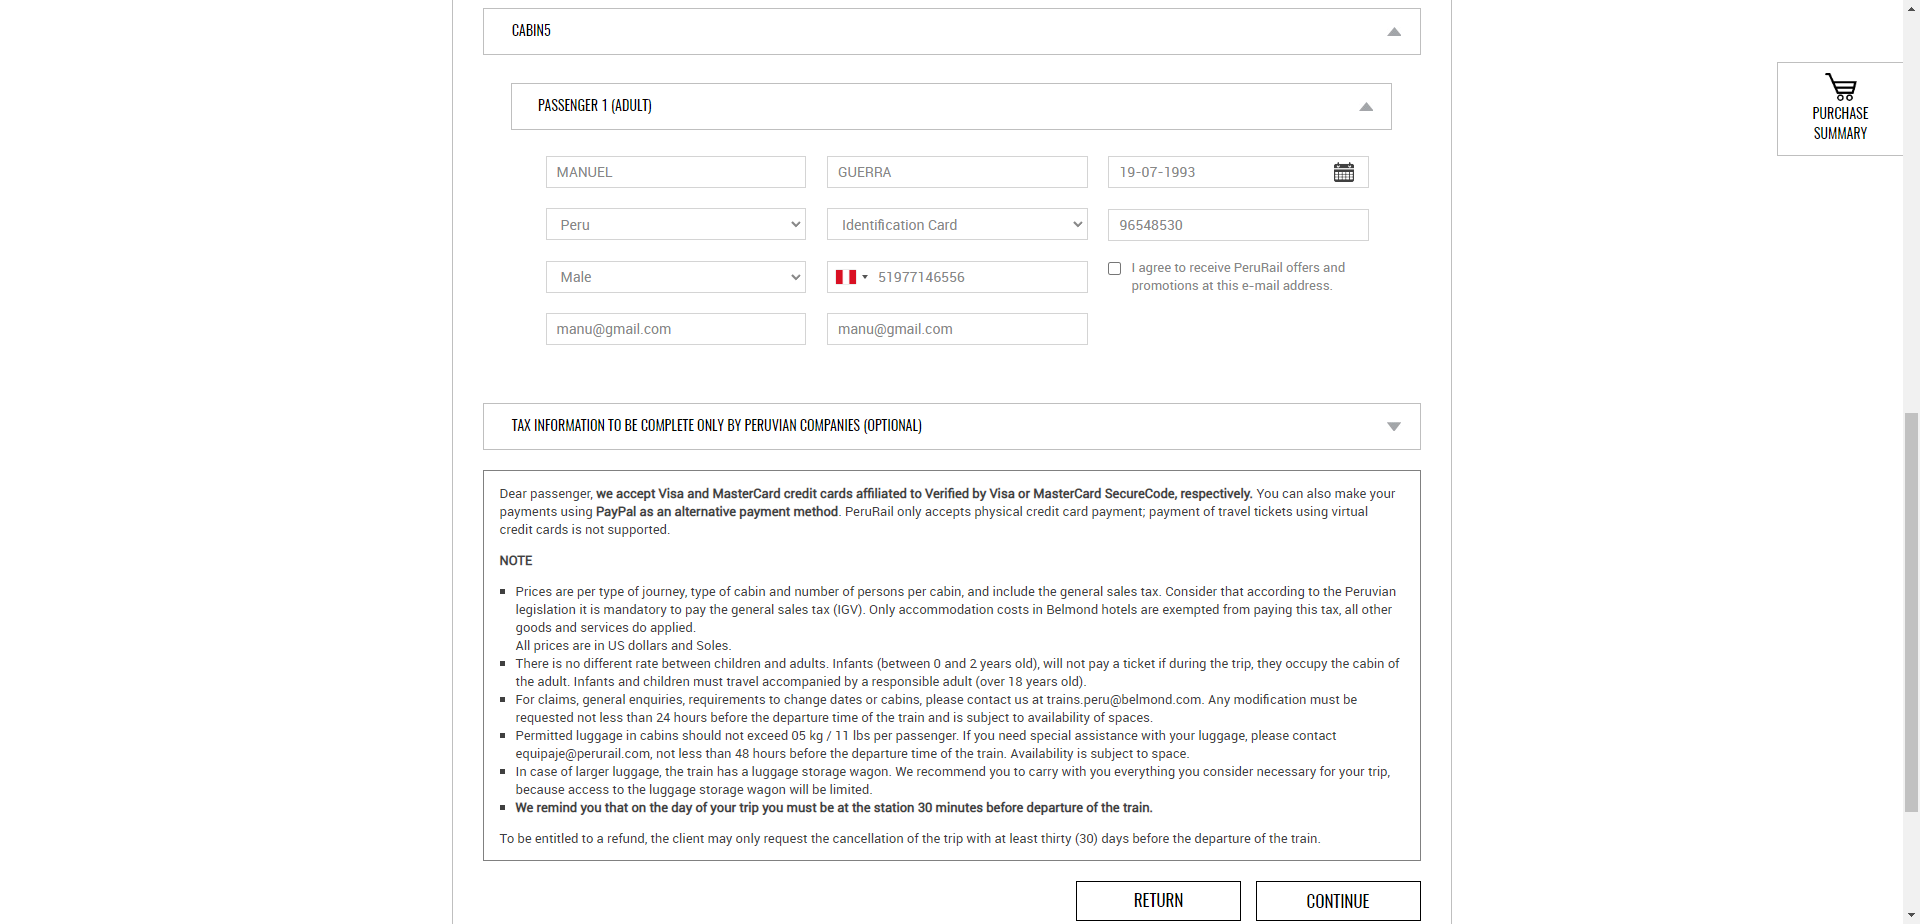 CABIN5
PURCHASE
SUMMARY
PASSENGER 1 (ADULT)
MANUEL
GUERRA
19-07-1993
Peru
Identification Card
96548530
Male
51977146556
I agree to receive PeruRail offers and
promotions at this e-mail address.
manu@gmail.com
manu@gmail.com
TAX INFORMATION TO BE COMPLETE ONLY BY PERUVIAN COMPANIES (OPTIONAL)
Dear passenger, we accept Visa and MasterCard credit cards affiliated to Verified by Visa or MasterCard SecureCode, respectively. You can also make your
payments using PayPal as an alternative payment method. PeruRail only accepts physical credit card payment; payment of travel tickets using virtual
credit cards is not supported.
NOTE
Prices are per type of journey, type of cabin and number of persons per cabin, and include the general sales tax. Consider that according to the Peruvian
legislation it is mandatory to pay the general sales tax (IGV). Only accommodation costs in Belmond hotels are exempted from paying this tax, all other
goods and services do applied.
All prices are in US dollars and Soles.
There is no different rate between children and adults. Infants (between 0 and 2 years old), will not pay a ticket if during the trip, they occupy the cabin of
the adult. Infants and children must travel accompanied by a responsible adult (over 18 years old).
For claims, general enquiries, requirements to change dates or cabins, please contact us at trains.peru@belmond.com. Any modification must be
requested not less than 24 hours before the departure time of the train and is subject to availability of spaces.
Permitted luggage in cabins should not exceed 05 kg / 11 lbs per passenger. If you need special assistance with your luggage, please contact
equipaje@perurail.com, not less than 48 hours before the departure time of the train. Availability is subject to space.
In case of larger luggage, the train has a luggage storage wagon. We recommend you to carry with you everything you consider necessary for your trip,
because access to the luggage storage wagon will be limited.
We remind you that on the day of your trip you must be at the station 30 minutes before departure of the train.
To be entitled to a refund, the client may only request the cancellation of the trip with at least thirty (30) days before the departure of the train.
RETURN
CONTINUE